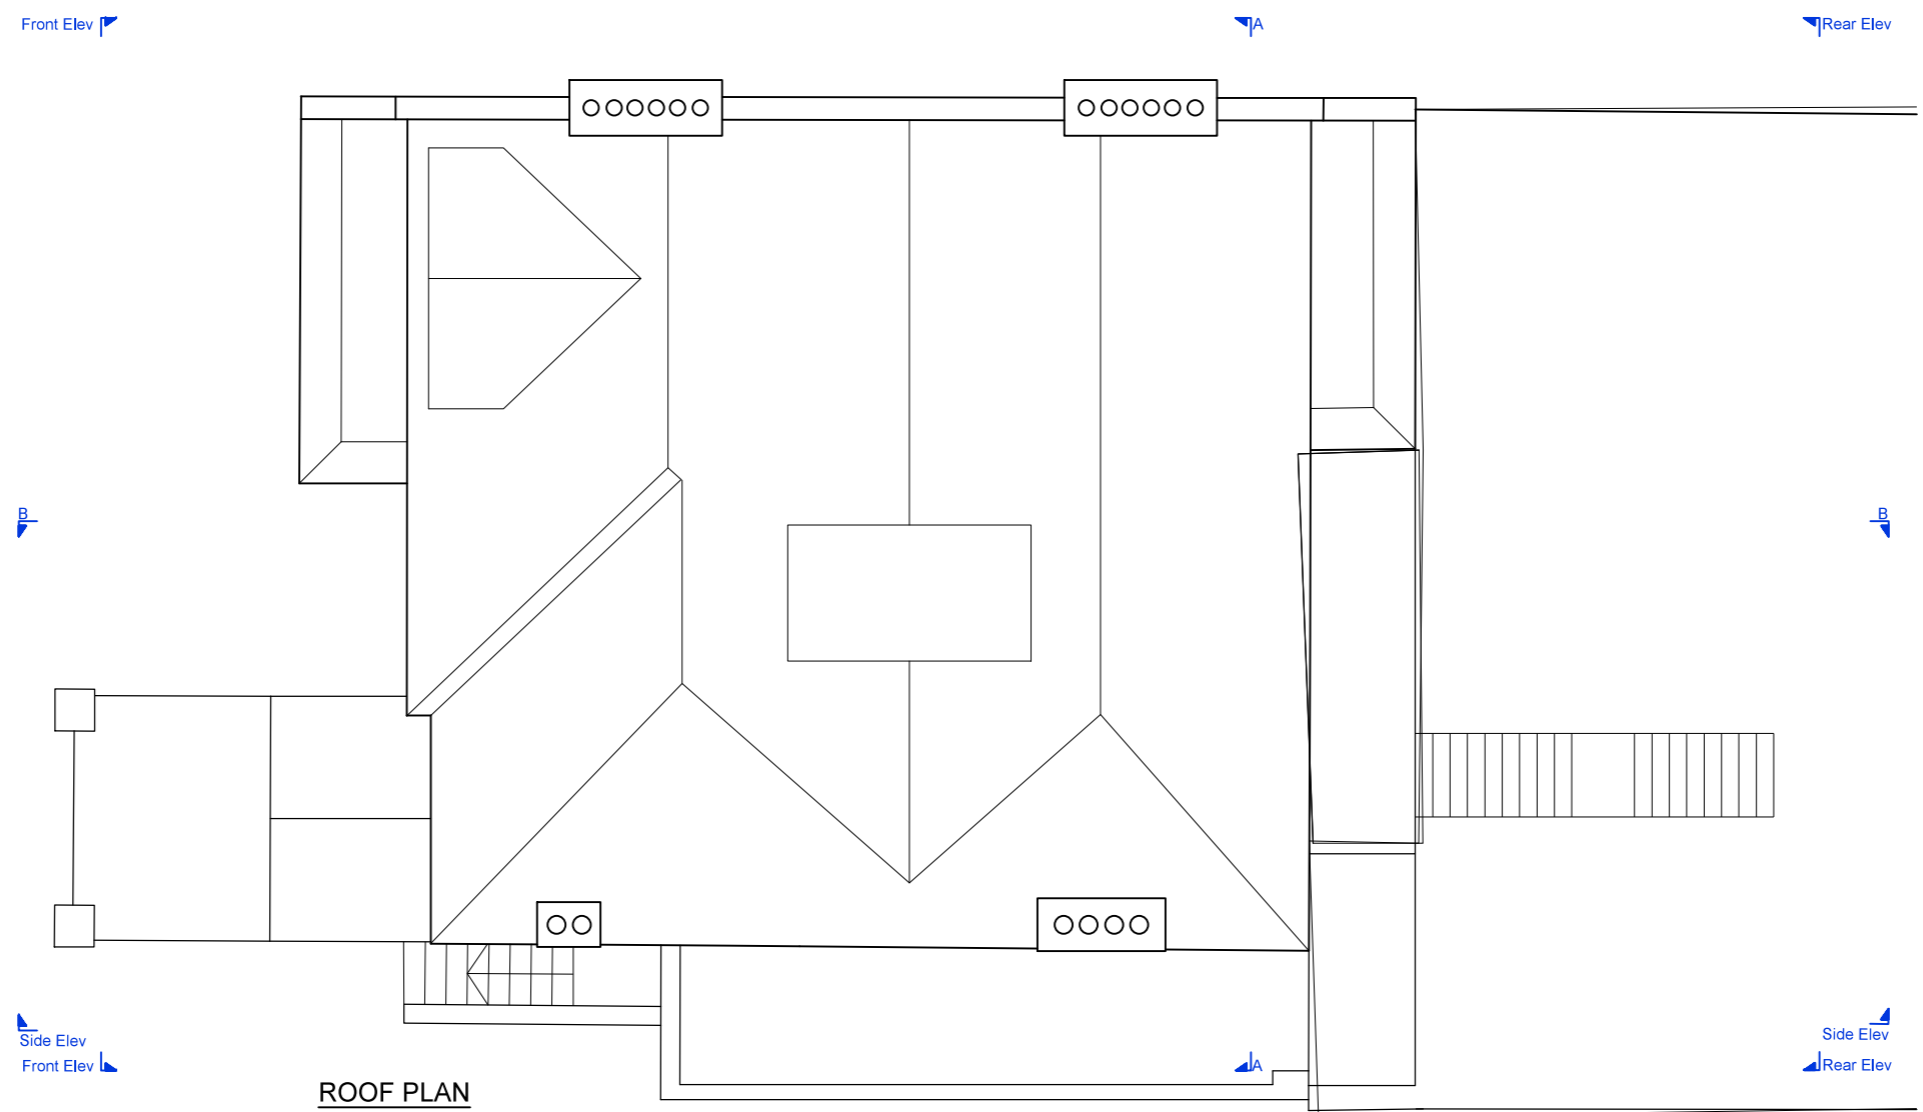 Front Elev
A
Rear Elev
B
B
Side Elev
Side Elev
Front Elev
A
Rear Elev
ROOF PLAN